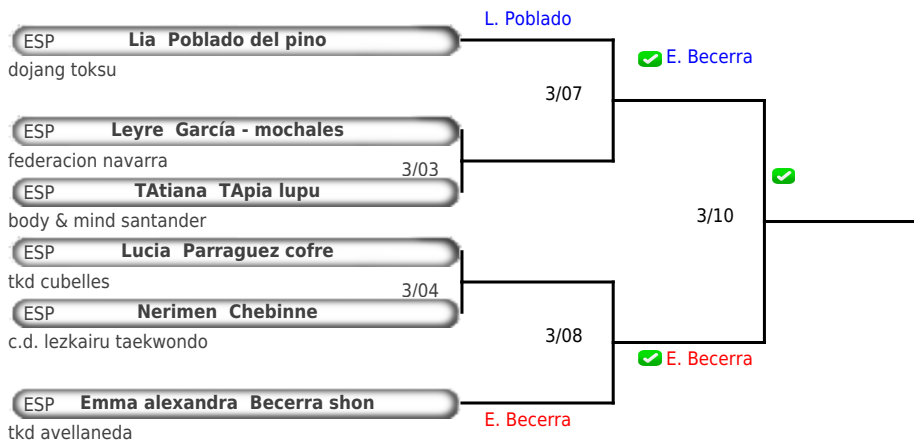 L. Poblado
ESP Lia Poblado del pino
dojang toksu
E. Becerra
3/07
ESP Leyre García - mochales
federacion navarra
3/03
ESP TAtiana TApia lupu
body & mind santander
3/10
ESP Lucia Parraguez cofre
tkd cubelles
3/04
ESP Nerimen Chebinne
c.d. lezkairu taekwondo
3/08
E. Becerra
ESP Emma alexandra Becerra shon
E. Becerra
tkd avellaneda